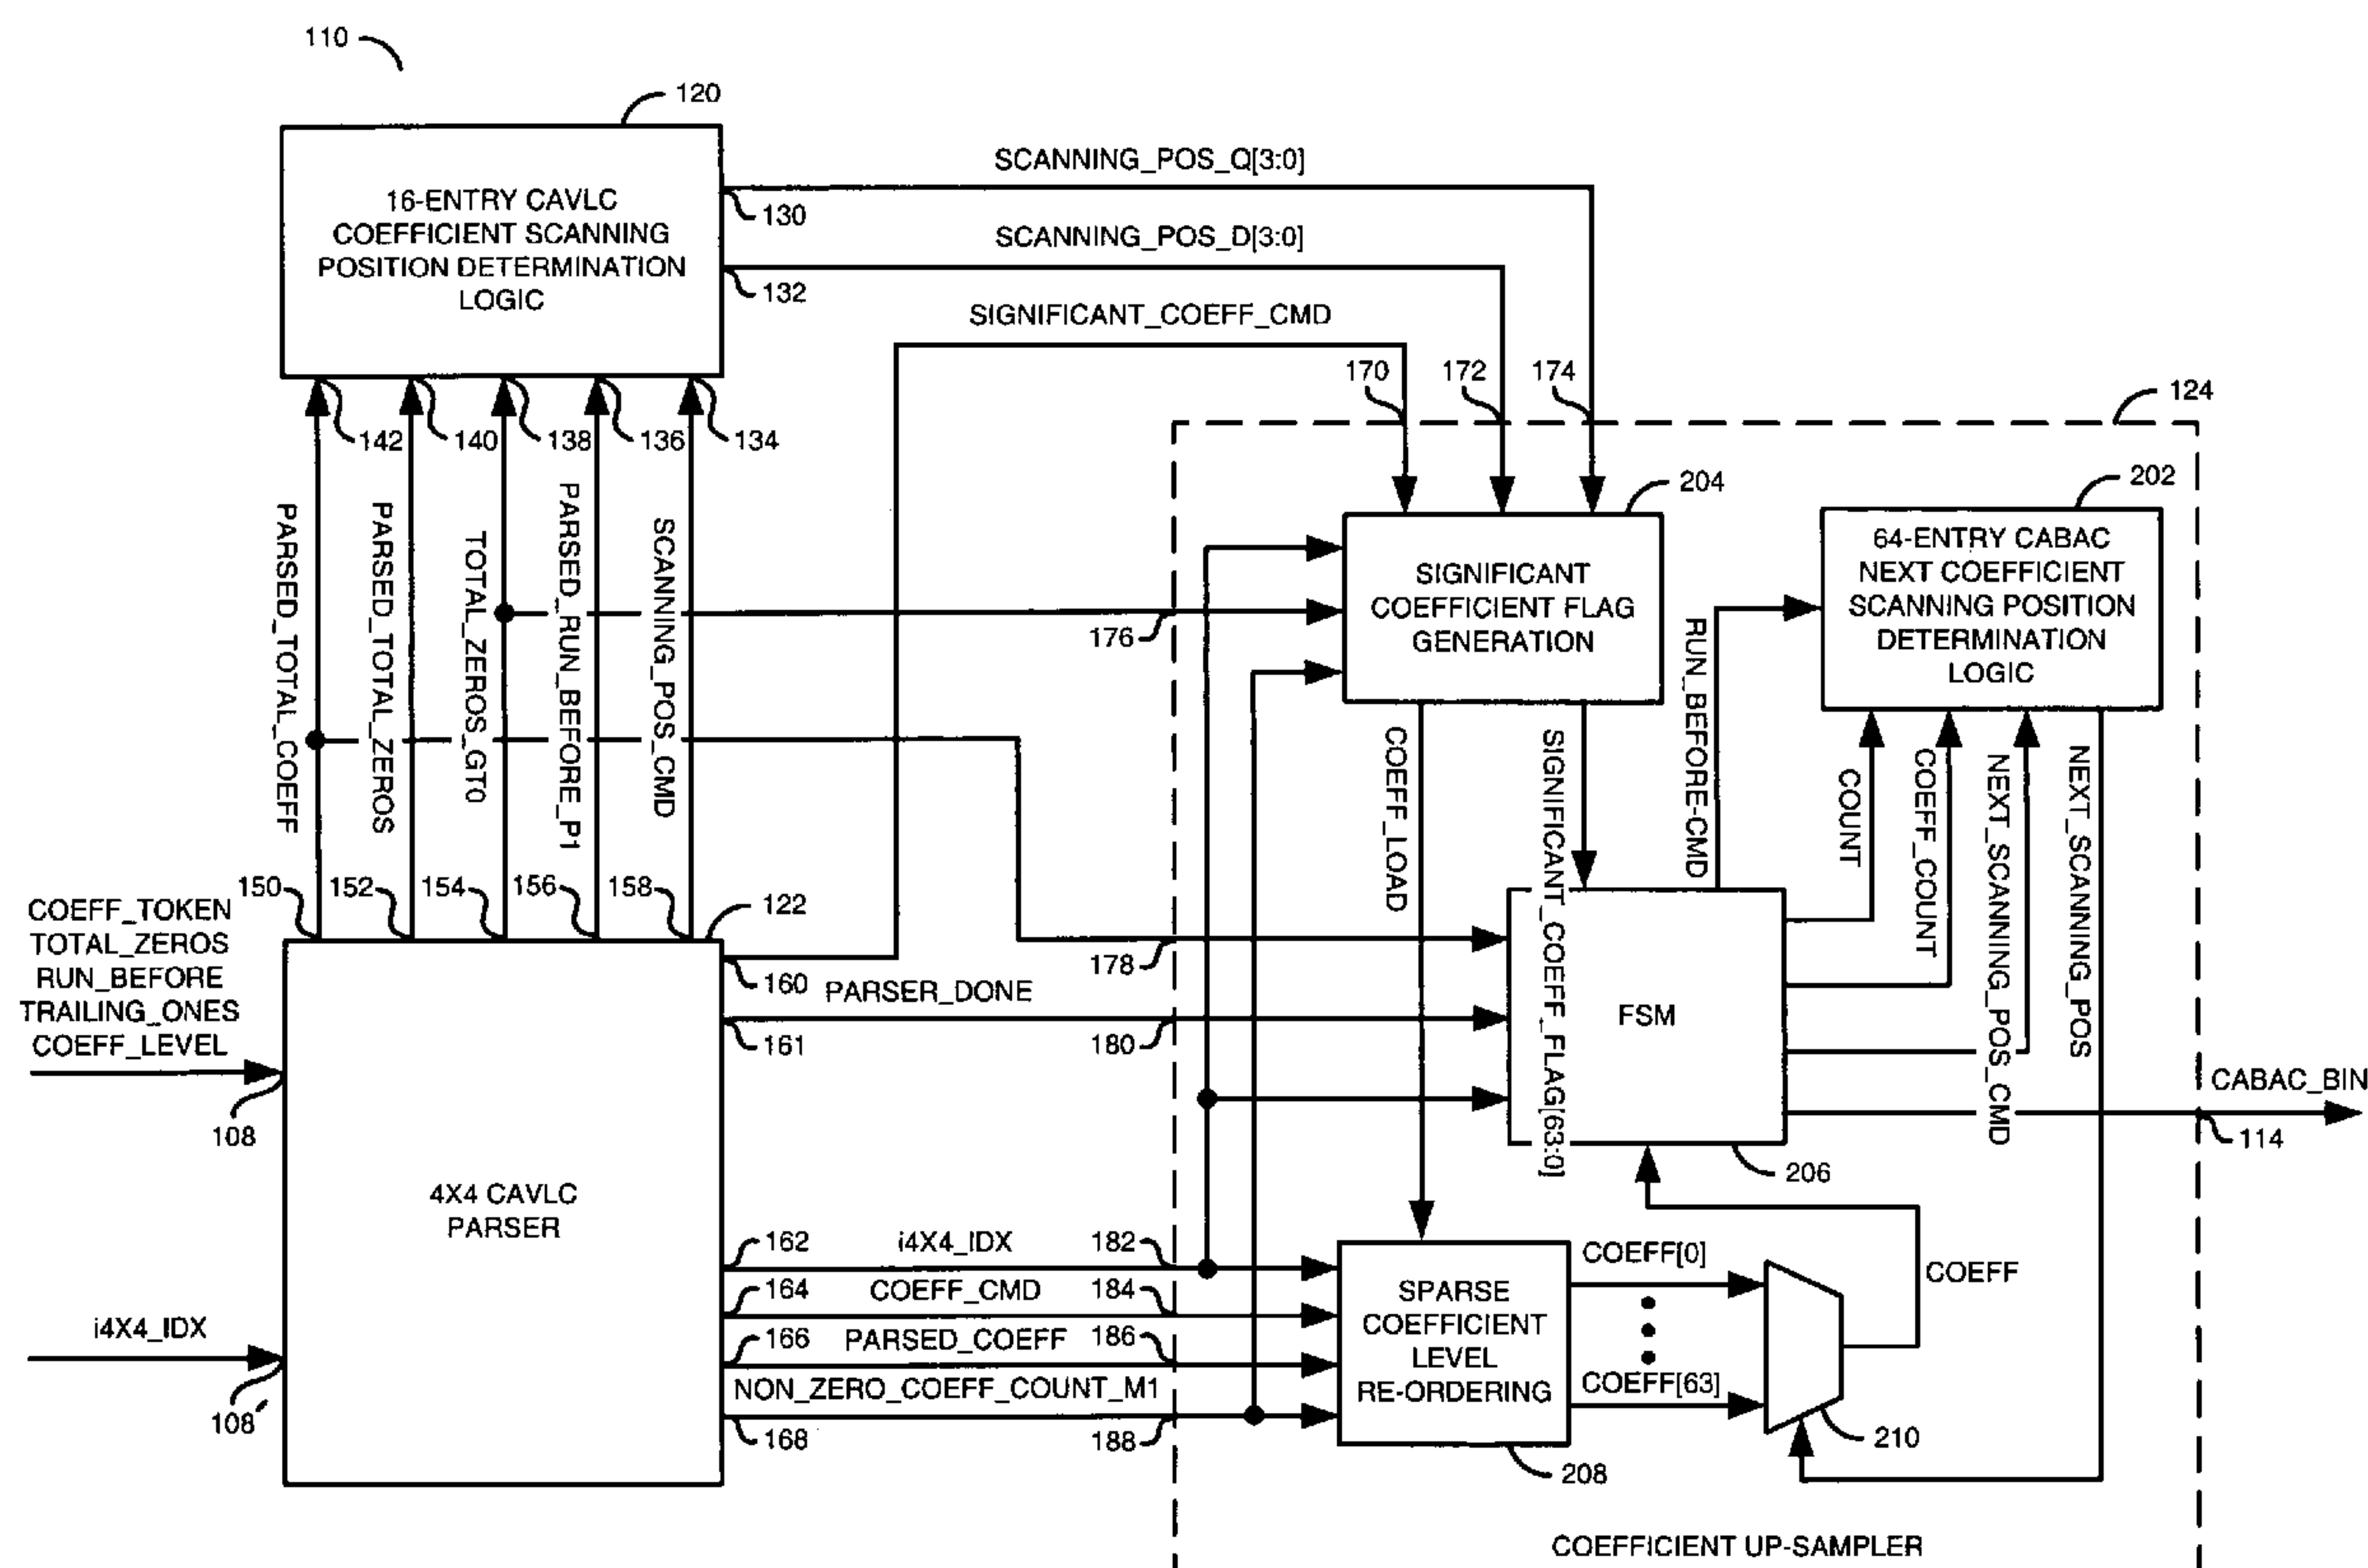 110
120
16-ENTRY CAVLC
COEFFICIENT SCANNING
POSITION DETERMINATION
LOGIC
SCANNING_POS_Q[3:0]
130
SCANNING_POS_D[3:0]
132
SIGNIFICANT_COEFF_CMD
142
140
138
136
134
170
172
174
124
PARSED_TOTAL_COEFF
PARSED_TOTAL_ZEROS
TOTAL_ZEROS_GT0
PARSED_RUN_BEFORE_P1
SCANNING_POS_CMD
204
SIGNIFICANT
COEFFICIENT FLAG
GENERATION
202
64-ENTRY CABAC
NEXT COEFFICIENT
SCANNING POSITION
DETERMINATION
LOGIC
176
RUN_BEFORE-CMD
COEFF_LOAD
SIGNIFICANT_COEFF_FLAG[63:0]
COUNT
COEFF_COUNT
NEXT_SCANNING_POS_CMD
NEXT_SCANNING_POS
150
152
154
156
158
122
COEFF_TOKEN
TOTAL_ZEROS
RUN_BEFORE
TRAILING_ONES
COEFF_LEVEL
108
160
PARSER_DONE
161
178
180
FSM
206
CABAC_BIN
114
4X4 CAVLC
PARSER
i4X4_IDX
108'
162
i4X4_IDX
182
164
COEFF_CMD
184
166
PARSED_COEFF
186
NON_ZERO_COEFF_COUNT_M1
168
188
SPARSE
COEFFICIENT
LEVEL
RE-ORDERING
208
COEFF[0]
COEFF[63]
COEFF
210
COEFFICIENT UP-SAMPLER